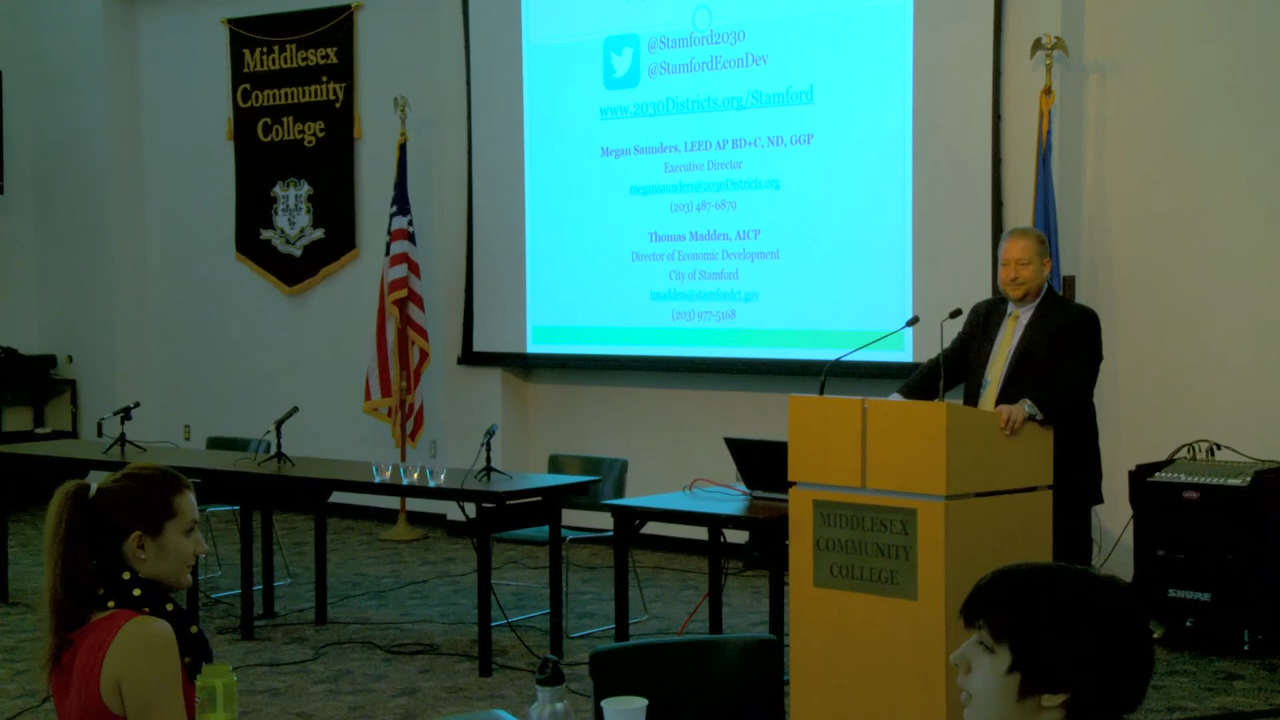 Middlesex
Community
College
@Stamford2030
@StamfordEconDev
www.2030Districts.org/Stamford
Megan Saunders, LEED AP BD+C, ND, GGP
Executive Director
megansaunders@2030Districts.org
(203) 487-6879
Thomas Madden, AICP
Director of Economic Development
City of Stamford
tmadden@stamfordct.gov
(203) 977-5168
MIDDLESEX
COMMUNITY
COLLEGE
SHURE